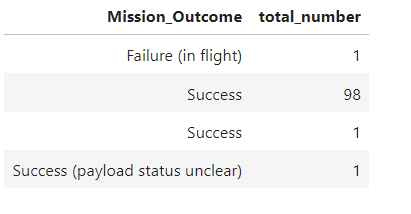 Mission_Outcome total_number
Failure (in flight) 1
Success 98
Success 1
Success (payload status unclear) 1